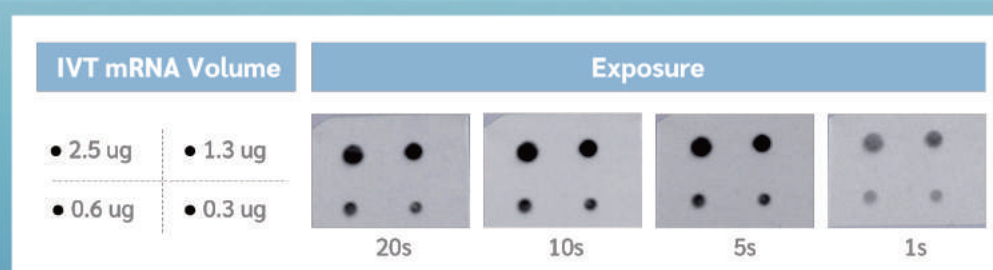 IVT mRNA Volume
Exposure
• 2.5 ug
• 1.3 ug
• 0.6 ug
• 0.3 ug
20s
10s
5s
1s